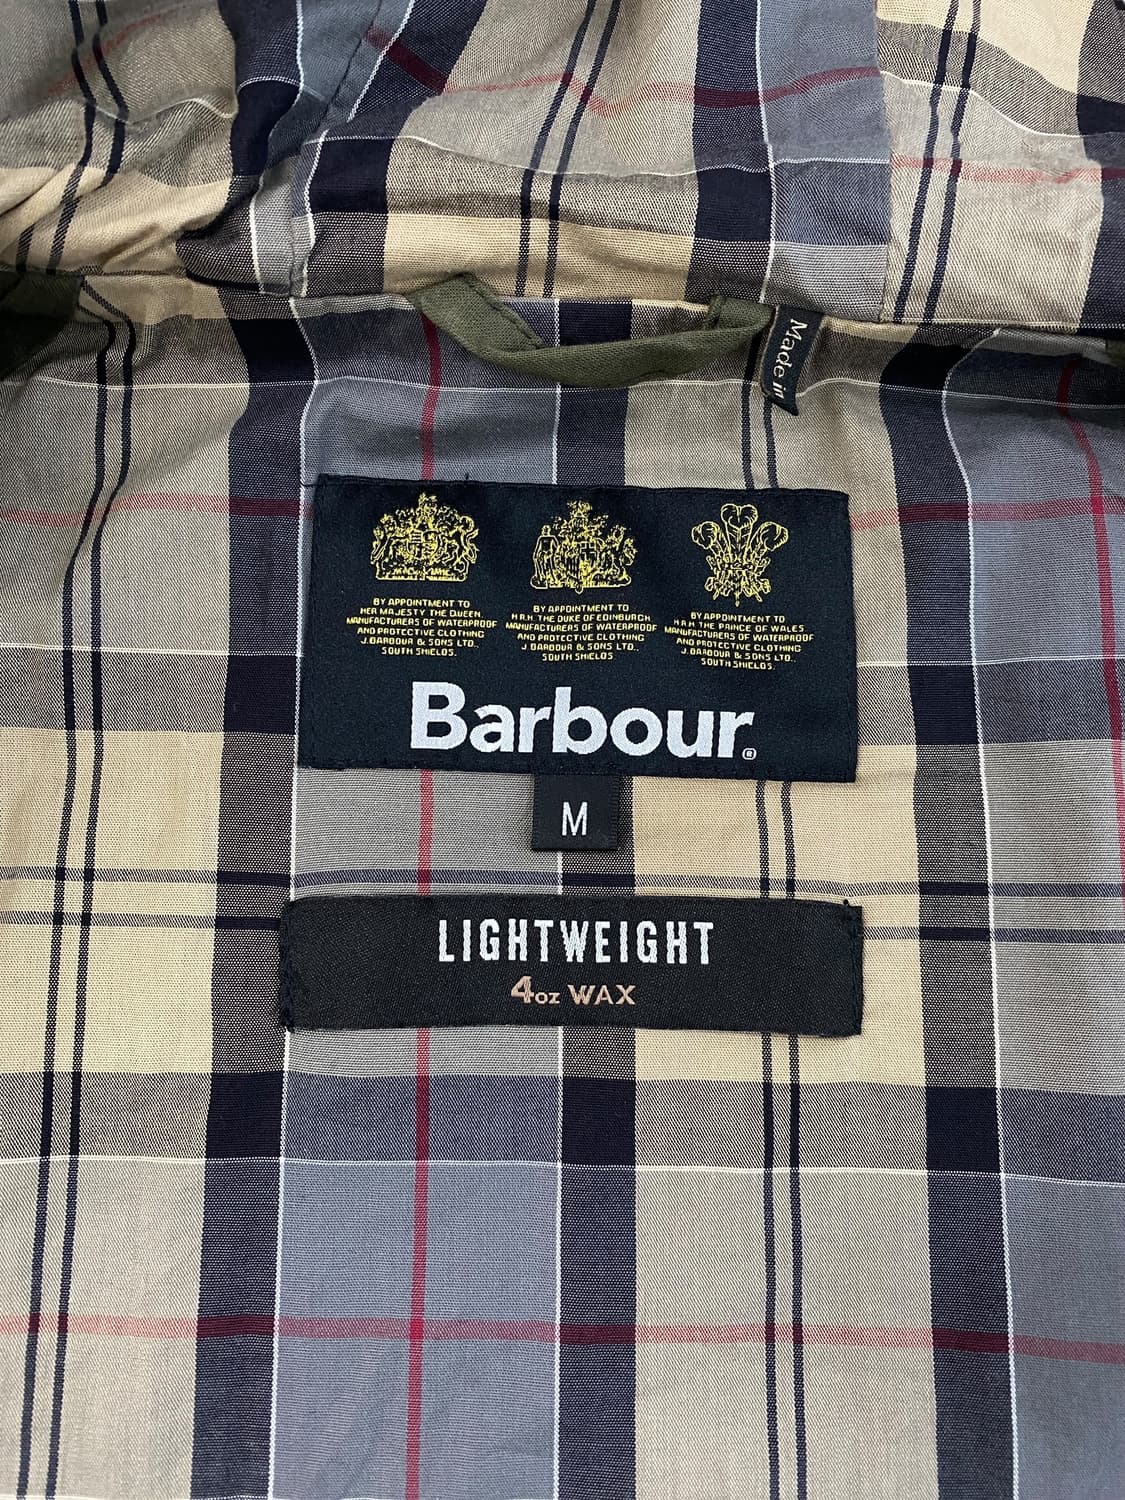 Made in
BY APPOINTMENT TO
HER MAJESTY THE QUEEN
MANUFACTURERS OF WATERPROOF
AND PROTECTIVE CLOTHING
J.BARBOUR & SONS LTD.,
SOUTH SHIELDS.
BY APPOINTMENT TO
H.R.H. THE DUKE OF EDINBURGH
MANUFACTURERS OF WATERPROOF
AND PROTECTIVE CLOTHING
J.BARBOUR & SONS LTD.,
SOUTH SHIELDS
BY APPOINTMENT TO
H.R.H. THE PRINCE OF WALES
MANUFACTURERS OF WATERPROOF
AND PROTECTIVE CLOTHING
J.BARBOUR & SONS LTD.,
SOUTH SHIELDS.
Barbour®
M
LIGHTWEIGHT
4oz WAX